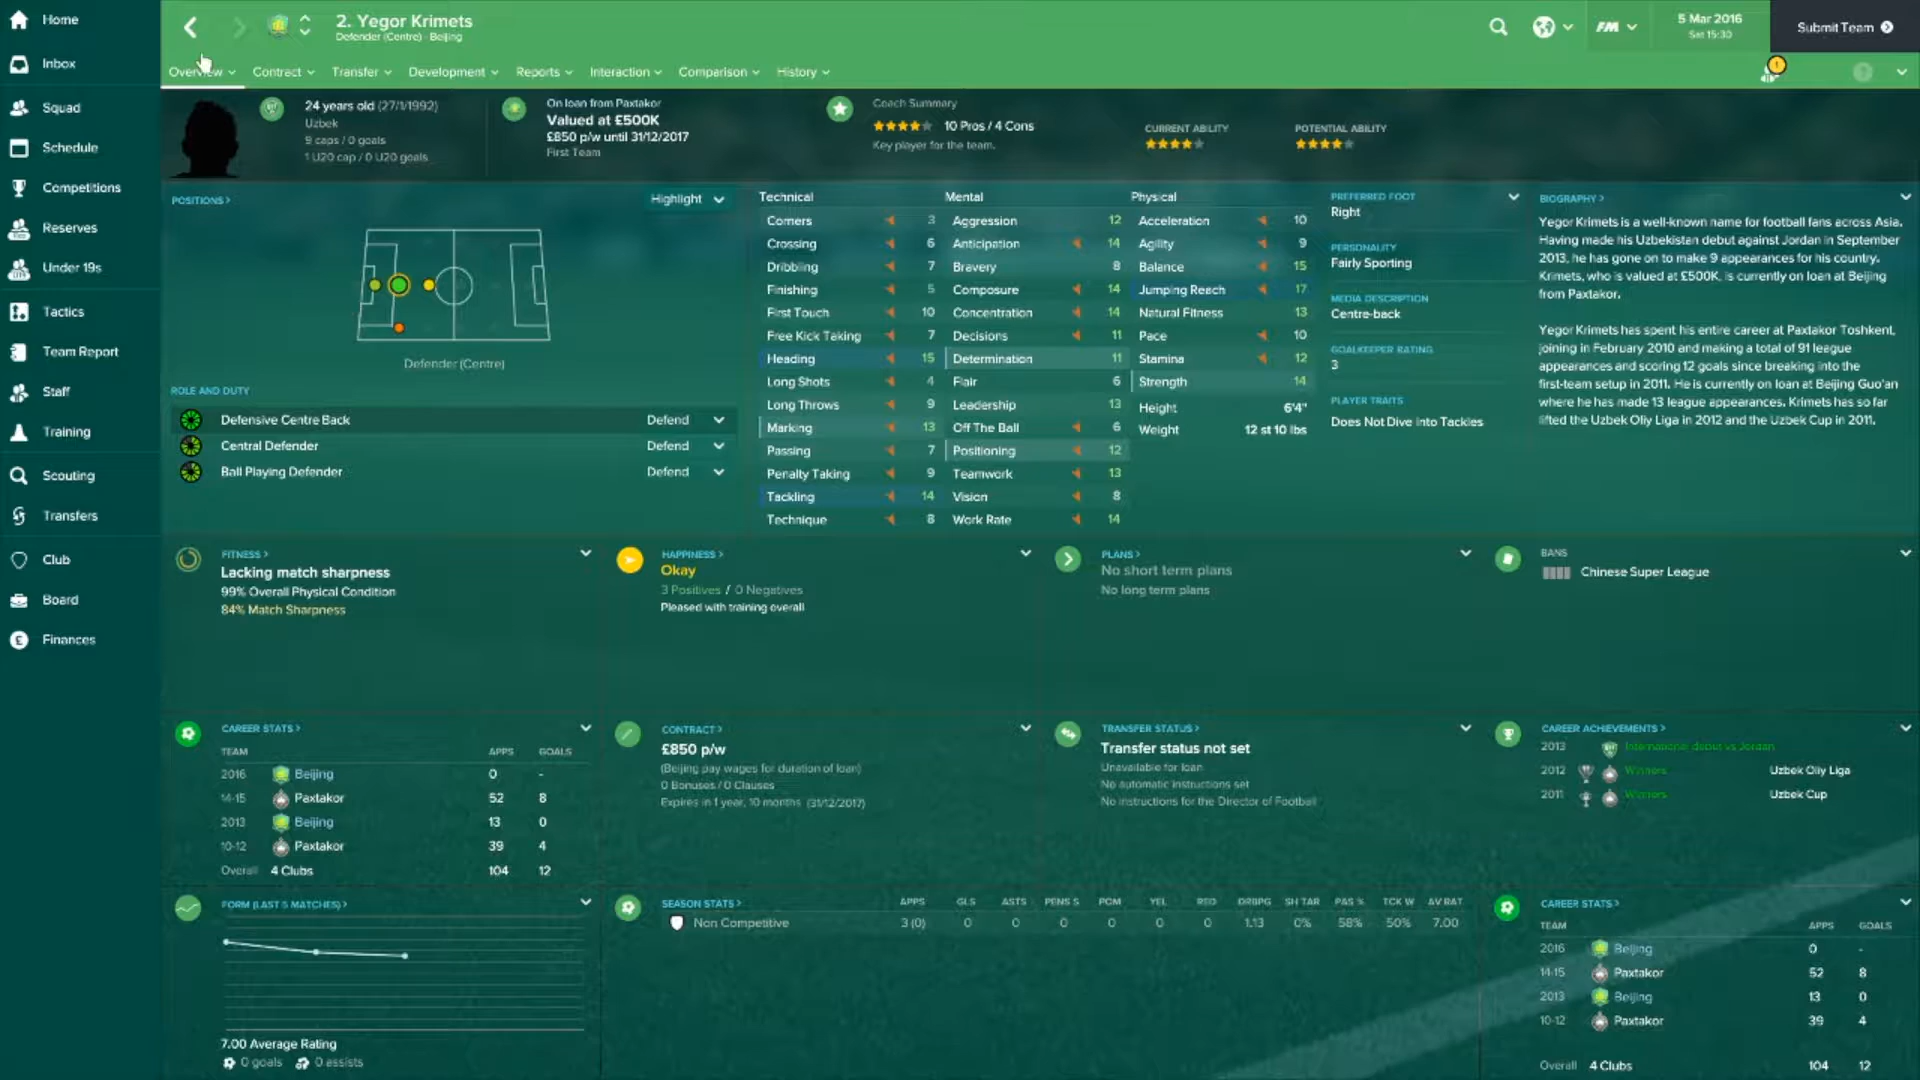 Home
Inbox
Squad
Schedule
Competitions
Reserves
Under 19s
Tactics
Team Report
Staff
Training
Scouting
Transfers
Club
Board
Finances
2. Yegor Krimets
Defender (Centre) - Beijing
FM
5 Mar 2016
Sat 15:30
Submit Team
Overview
Contract
Transfer
Development
Reports
Interaction
Comparison
History
24 years old (27/1/1992)
Uzbek
9 caps / 0 goals
1 U20 cap / 0 U20 goals
On loan from Paxtakor
Valued at £500K
£850 p/w until 31/12/2017
First Team
Coach Summary
10 Pros / 4 Cons
Key player for the team.
CURRENT ABILITY
POTENTIAL ABILITY
POSITIONS >
Highlight
Defender (Centre)
ROLE AND DUTY
Defensive Centre Back Defend
Central Defender Defend
Ball Playing Defender Defend
Technical
Corners 3
Crossing 6
Dribbling 7
Finishing 5
First Touch 10
Free Kick Taking 7
Heading 15
Long Shots 4
Long Throws 9
Marking 13
Passing 7
Penalty Taking 9
Tackling 14
Technique 8
Mental
Aggression 12
Anticipation 14
Bravery 8
Composure 14
Concentration 14
Decisions 11
Determination 11
Flair 6
Leadership 13
Off The Ball 6
Positioning 12
Teamwork 13
Vision 8
Work Rate 14
Physical
Acceleration 10
Agility 9
Balance 15
Jumping Reach 17
Natural Fitness 13
Pace 10
Stamina 12
Strength 14
Height 6'4"
Weight 12 st 10 lbs
PREFERRED FOOT
Right
PERSONALITY
Fairly Sporting
MEDIA DESCRIPTION
Centre-back
GOALKEEPER RATING
3
PLAYER TRAITS
Does Not Dive Into Tackles
BIOGRAPHY >
Yegor Krimets is a well-known name for football fans across Asia.
Having made his Uzbekistan debut against Jordan in September
2013, he has gone on to make 9 appearances for his country.
Krimets, who is valued at £500K, is currently on loan at Beijing
from Paxtakor.
Yegor Krimets has spent his entire career at Paxtakor Toshkent,
joining in February 2010 and making a total of 91 league
appearances and scoring 12 goals since breaking into the
first-team setup in 2011. He is currently on loan at Beijing Guo'an
where he has made 13 league appearances. Krimets has so far
lifted the Uzbek Oliy Liga in 2012 and the Uzbek Cup in 2011.
FITNESS >
Lacking match sharpness
99% Overall Physical Condition
84% Match Sharpness
HAPPINESS >
Okay
3 Positives / 0 Negatives
Pleased with training overall
PLANS >
No short term plans
No long term plans
BANS
Chinese Super League
CAREER STATS >
TEAM APPS GOALS
2016 Beijing 0 -
14-15 Paxtakor 52 8
2013 Beijing 13 0
10-12 Paxtakor 39 4
Overall 4 Clubs 104 12
CONTRACT >
£850 p/w
(Beijing pay wages for duration of loan)
0 Bonuses / 0 Clauses
Expires in 1 year, 10 months (31/12/2017)
TRANSFER STATUS >
Transfer status not set
Unavailable for loan
No automatic instructions set
No instructions for the Director of Football
CAREER ACHIEVEMENTS >
2013 International debut vs Jordan
2012 Winners Uzbek Oliy Liga
2011 Winners Uzbek Cup
FORM (LAST 5 MATCHES) >
7.00 Average Rating
0 goals 0 assists
SEASON STATS > APPS GLS ASTS PENS S POM YEL RED DRBPG SH TAR PAS % TCK W AV RAT
Non Competitive 3 (0) 0 0 0 0 0 0 1.13 0% 58% 50% 7.00
CAREER STATS >
TEAM APPS GOALS
2016 Beijing 0 -
14-15 Paxtakor 52 8
2013 Beijing 13 0
10-12 Paxtakor 39 4
Overall 4 Clubs 104 12